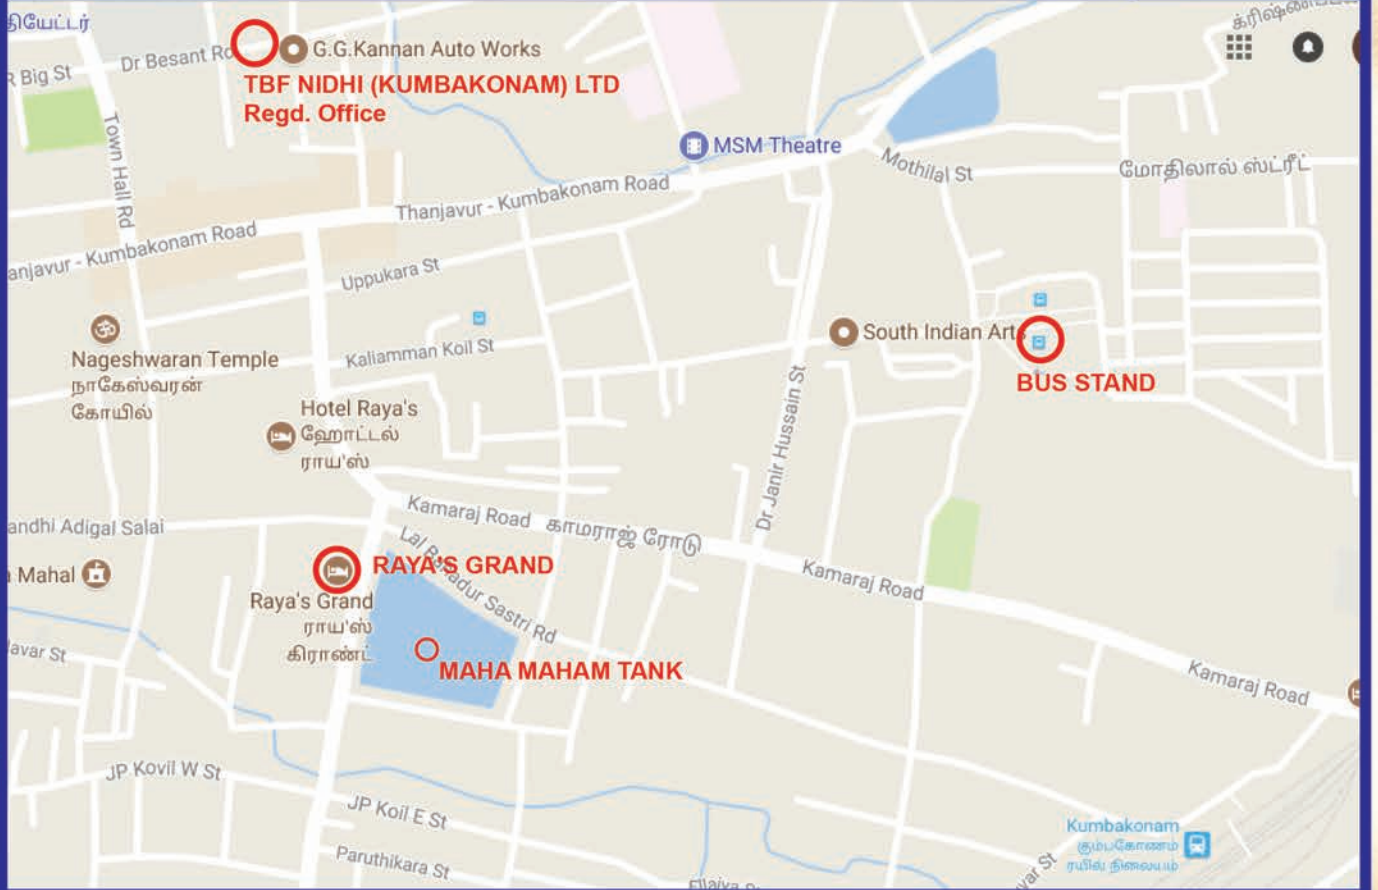 தியேட்டர்
G.G.Kannan Auto Works
Dr Besant Ro
Big St
TBF NIDHI (KUMBAKONAM) LTD
Regd. Office
Town Hall Rd
MSM Theatre
Mothilal St
மோதிலால் ஸ்ட்ரீட்
Thanjavur - Kumbakonam Road
anjavur - Kumbakonam Road
Uppukara St
South Indian Arts
Kaliamman Koil St
Nageshwaran Temple
நாகேஸ்வரன்
கோயில்
BUS STAND
Hotel Raya's
ஹோட்டல்
ராய'ஸ்
Dr Janir Hussain St
Kamaraj Road காமராஜ் ரோடு
andhi Adigal Salai
Lal Bahadur Sastri Rd
RAYA'S GRAND
Mahal
Kamaraj Road
Raya's Grand
ராய'ஸ்
கிராண்ட்
MAHA MAHAM TANK
avar St
Kamaraj Road
JP Kovil W St
JP Koil E St
Kumbakonam
கும்பகோணம்
ரயில் நிலையம்
Paruthikara St
var St